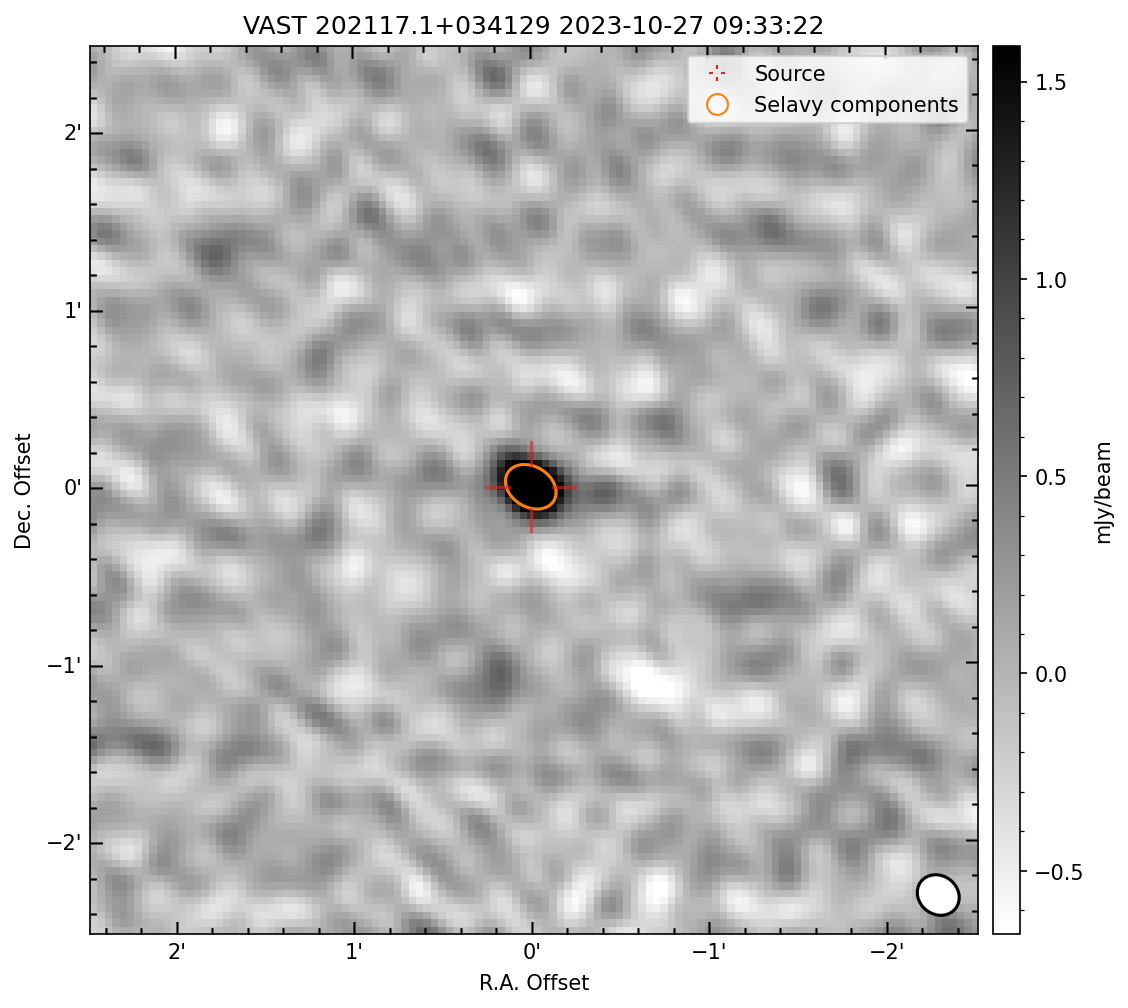 VAST 202117.1+034129 2023-10-27 09:33:22
Source
Selavy components
2'
1'
0'
−1'
−2'
Dec. Offset
2'
1'
0'
−1'
−2'
R.A. Offset
1.5
1.0
0.5
0.0
−0.5
mJy/beam